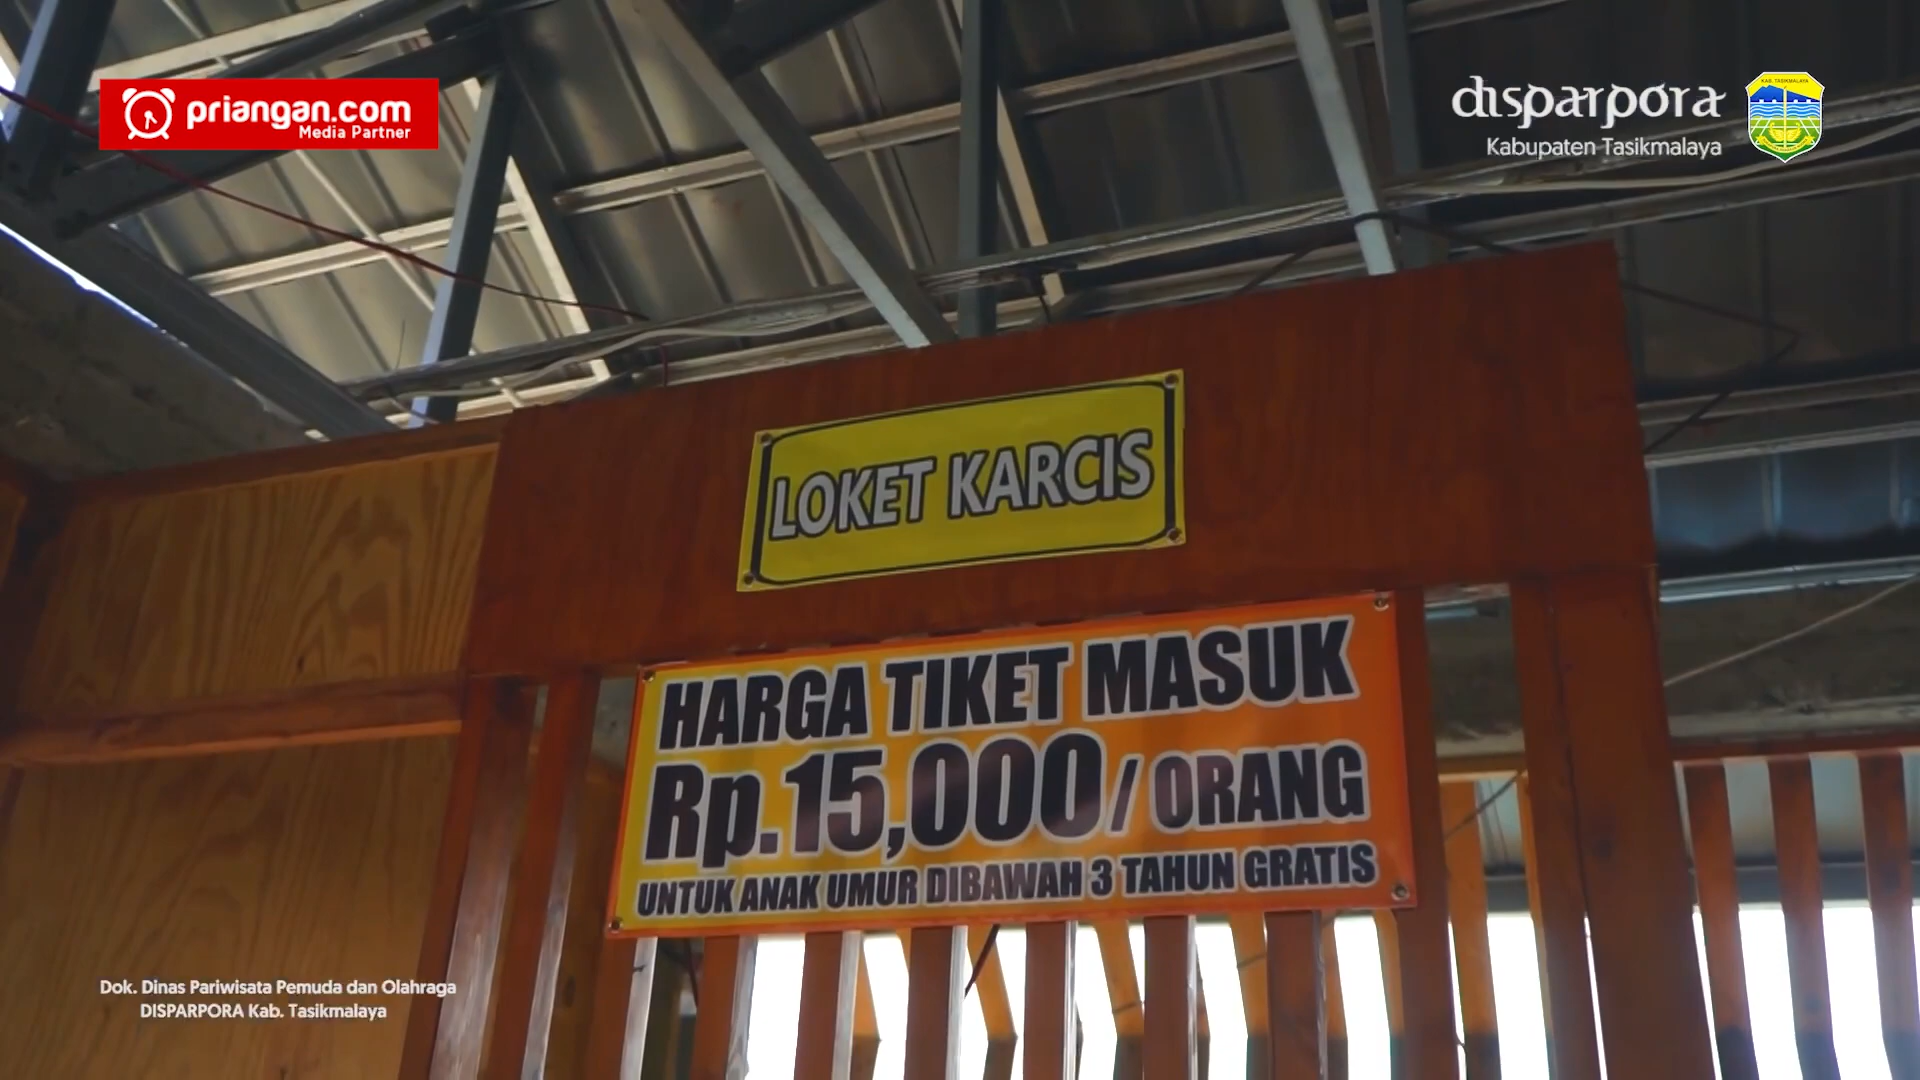 priangan.com
Media Partner
disparpora
Kabupaten Tasikmalaya
KAB. TASIKMALAYA
LOKET KARCIS
HARGA TIKET MASUK
Rp.15,000/ORANG
UNTUK ANAK UMUR DIBAWAH 3 TAHUN GRATIS
Dok. Dinas Pariwisata Pemuda dan Olahraga
DISPARPORA Kab. Tasikmalaya